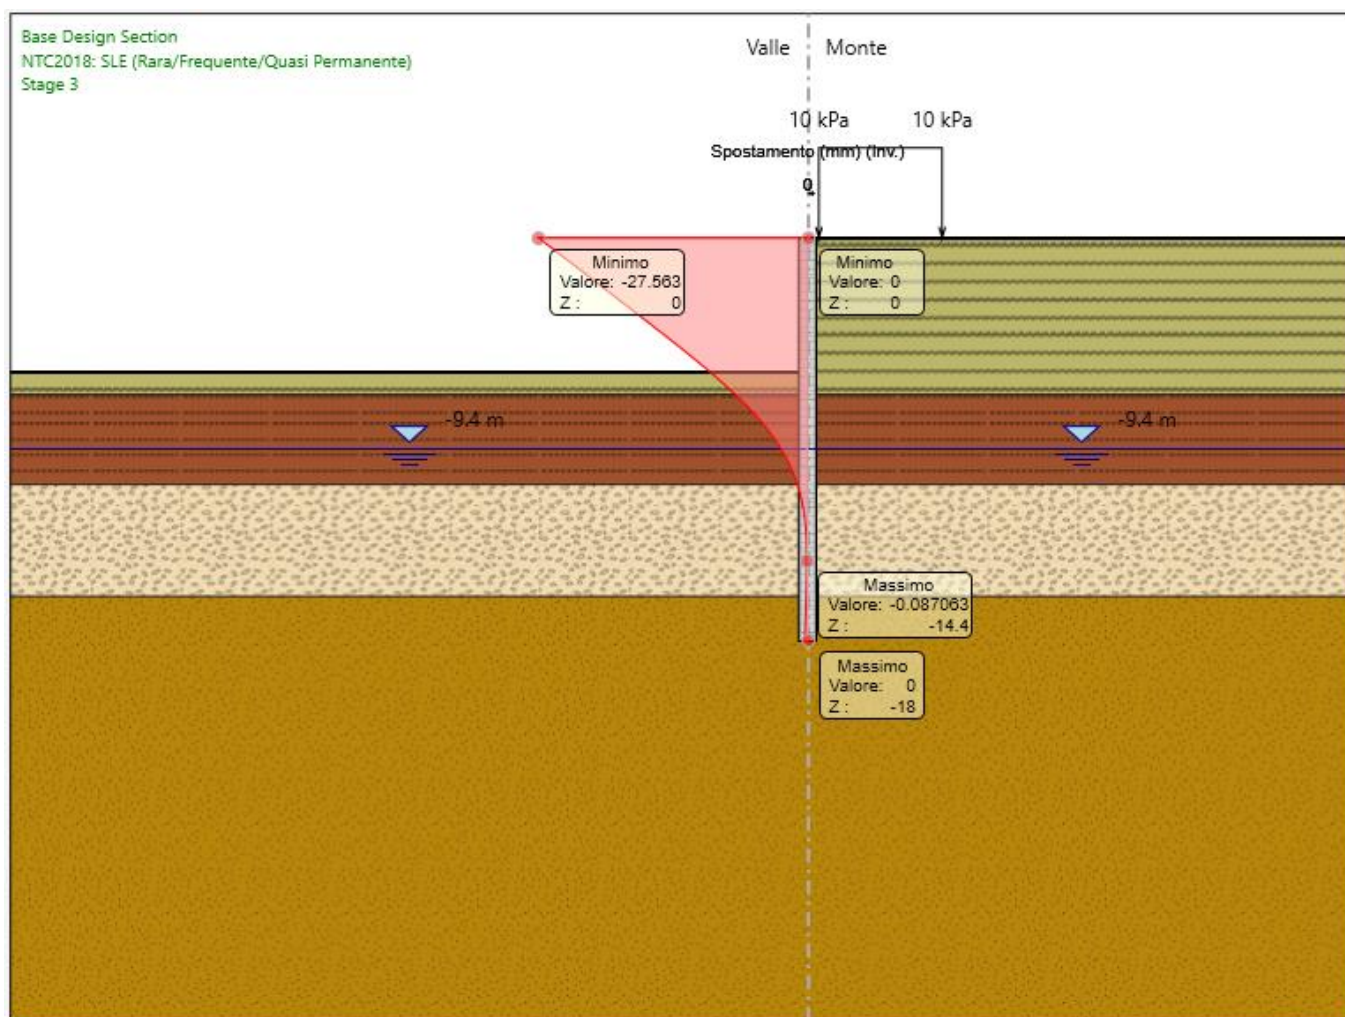 Base Design Section
NTC2018: SLE (Rara/Frequente/Quasi Permanente)
Stage 3
Valle
Monte
10 kPa
10 kPa
Spostamento (mm) (Inv.)
0
Minimo
Valore: -27.563
Z : 0
Minimo
Valore: 0
Z : 0
-9.4 m
-9.4 m
Massimo
Valore: -0.087063
Z : -14.4
Massimo
Valore: 0
Z : -18